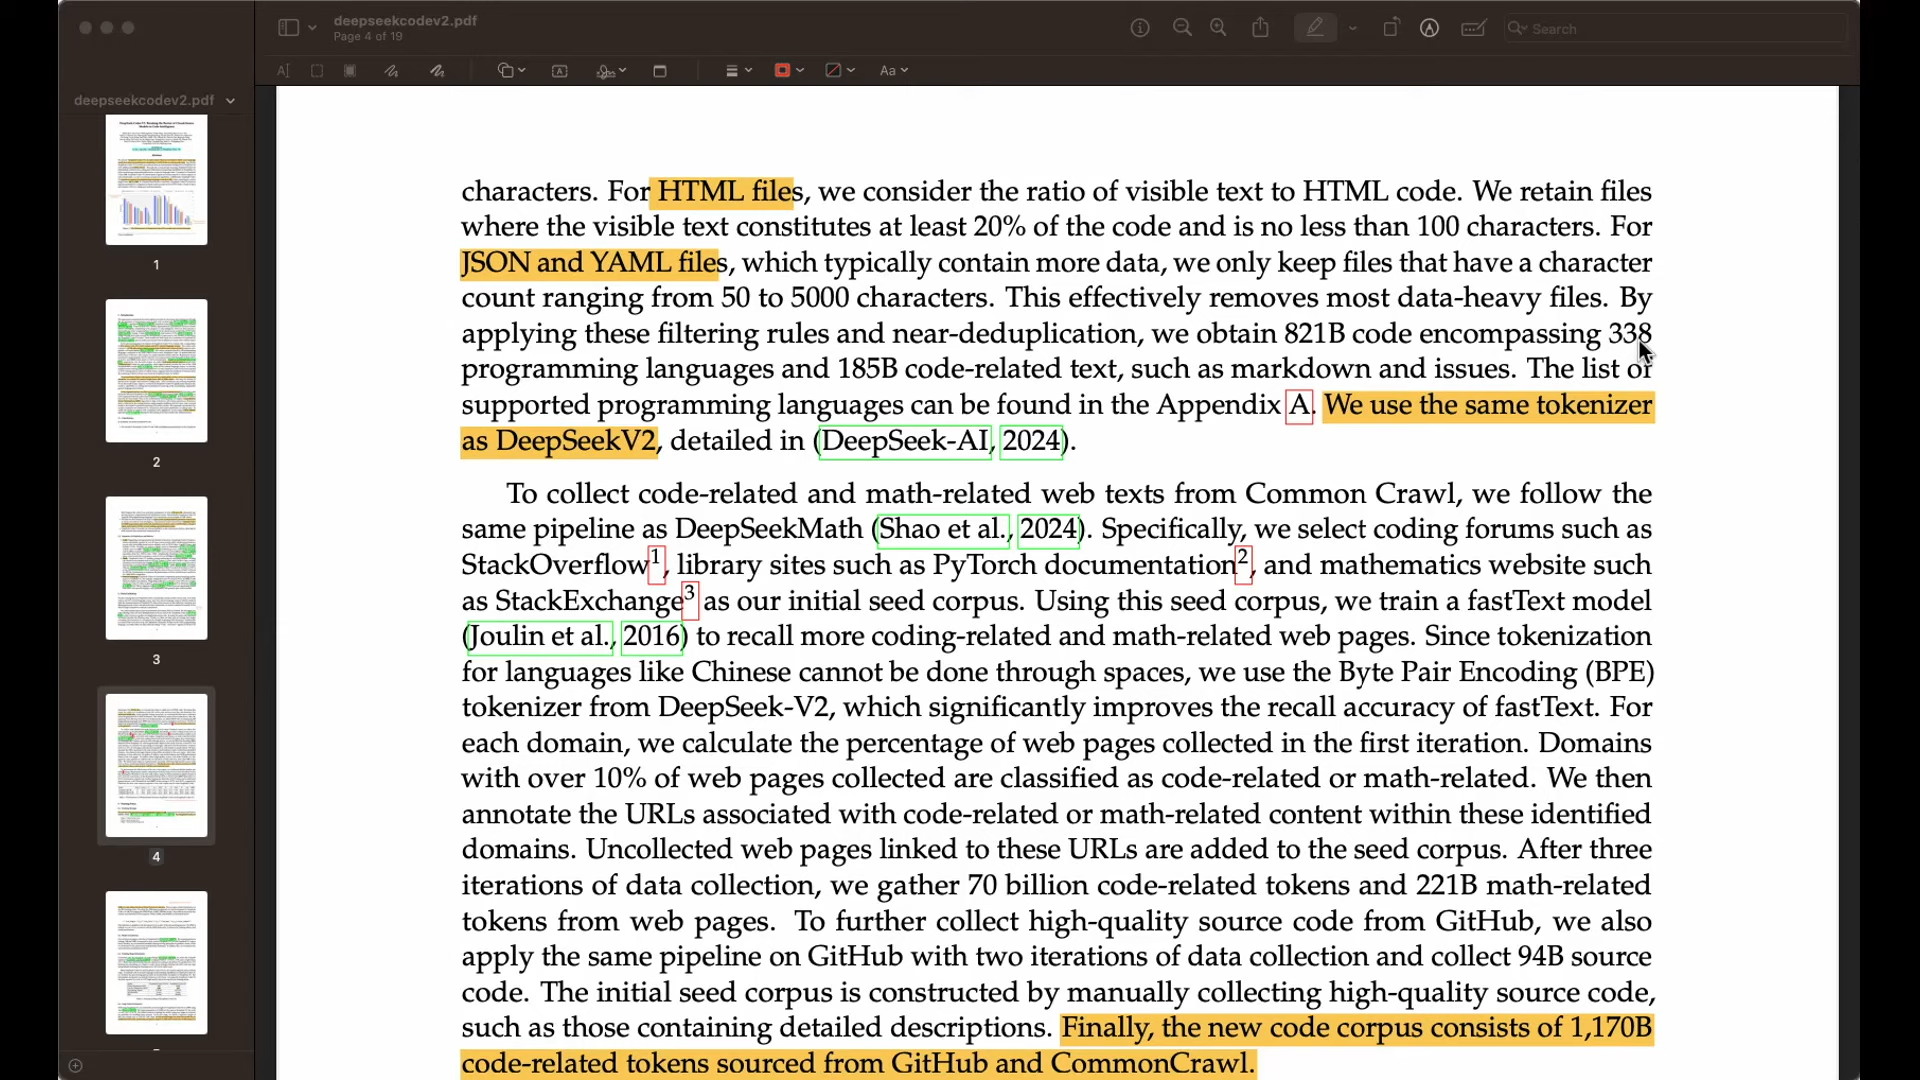 deepseekcodev2.pdf
Page 4 of 19
Search
Aa
deepseekcodev2.pdf
1
2
3
4
characters. For HTML files, we consider the ratio of visible text to HTML code. We retain files
where the visible text constitutes at least 20% of the code and is no less than 100 characters. For
JSON and YAML files, which typically contain more data, we only keep files that have a character
count ranging from 50 to 5000 characters. This effectively removes most data-heavy files. By
applying these filtering rules and near-deduplication, we obtain 821B code encompassing 338
programming languages and 185B code-related text, such as markdown and issues. The list of
supported programming languages can be found in the Appendix A. We use the same tokenizer
as DeepSeekV2, detailed in (DeepSeek-AI, 2024).
To collect code-related and math-related web texts from Common Crawl, we follow the
same pipeline as DeepSeekMath (Shao et al., 2024). Specifically, we select coding forums such as
StackOverflow1, library sites such as PyTorch documentation2, and mathematics website such
as StackExchange3 as our initial seed corpus. Using this seed corpus, we train a fastText model
(Joulin et al., 2016) to recall more coding-related and math-related web pages. Since tokenization
for languages like Chinese cannot be done through spaces, we use the Byte Pair Encoding (BPE)
tokenizer from DeepSeek-V2, which significantly improves the recall accuracy of fastText. For
each domain, we calculate the percentage of web pages collected in the first iteration. Domains
with over 10% of web pages collected are classified as code-related or math-related. We then
annotate the URLs associated with code-related or math-related content within these identified
domains. Uncollected web pages linked to these URLs are added to the seed corpus. After three
iterations of data collection, we gather 70 billion code-related tokens and 221B math-related
tokens from web pages. To further collect high-quality source code from GitHub, we also
apply the same pipeline on GitHub with two iterations of data collection and collect 94B source
code. The initial seed corpus is constructed by manually collecting high-quality source code,
such as those containing detailed descriptions. Finally, the new code corpus consists of 1,170B
code-related tokens sourced from GitHub and CommonCrawl.